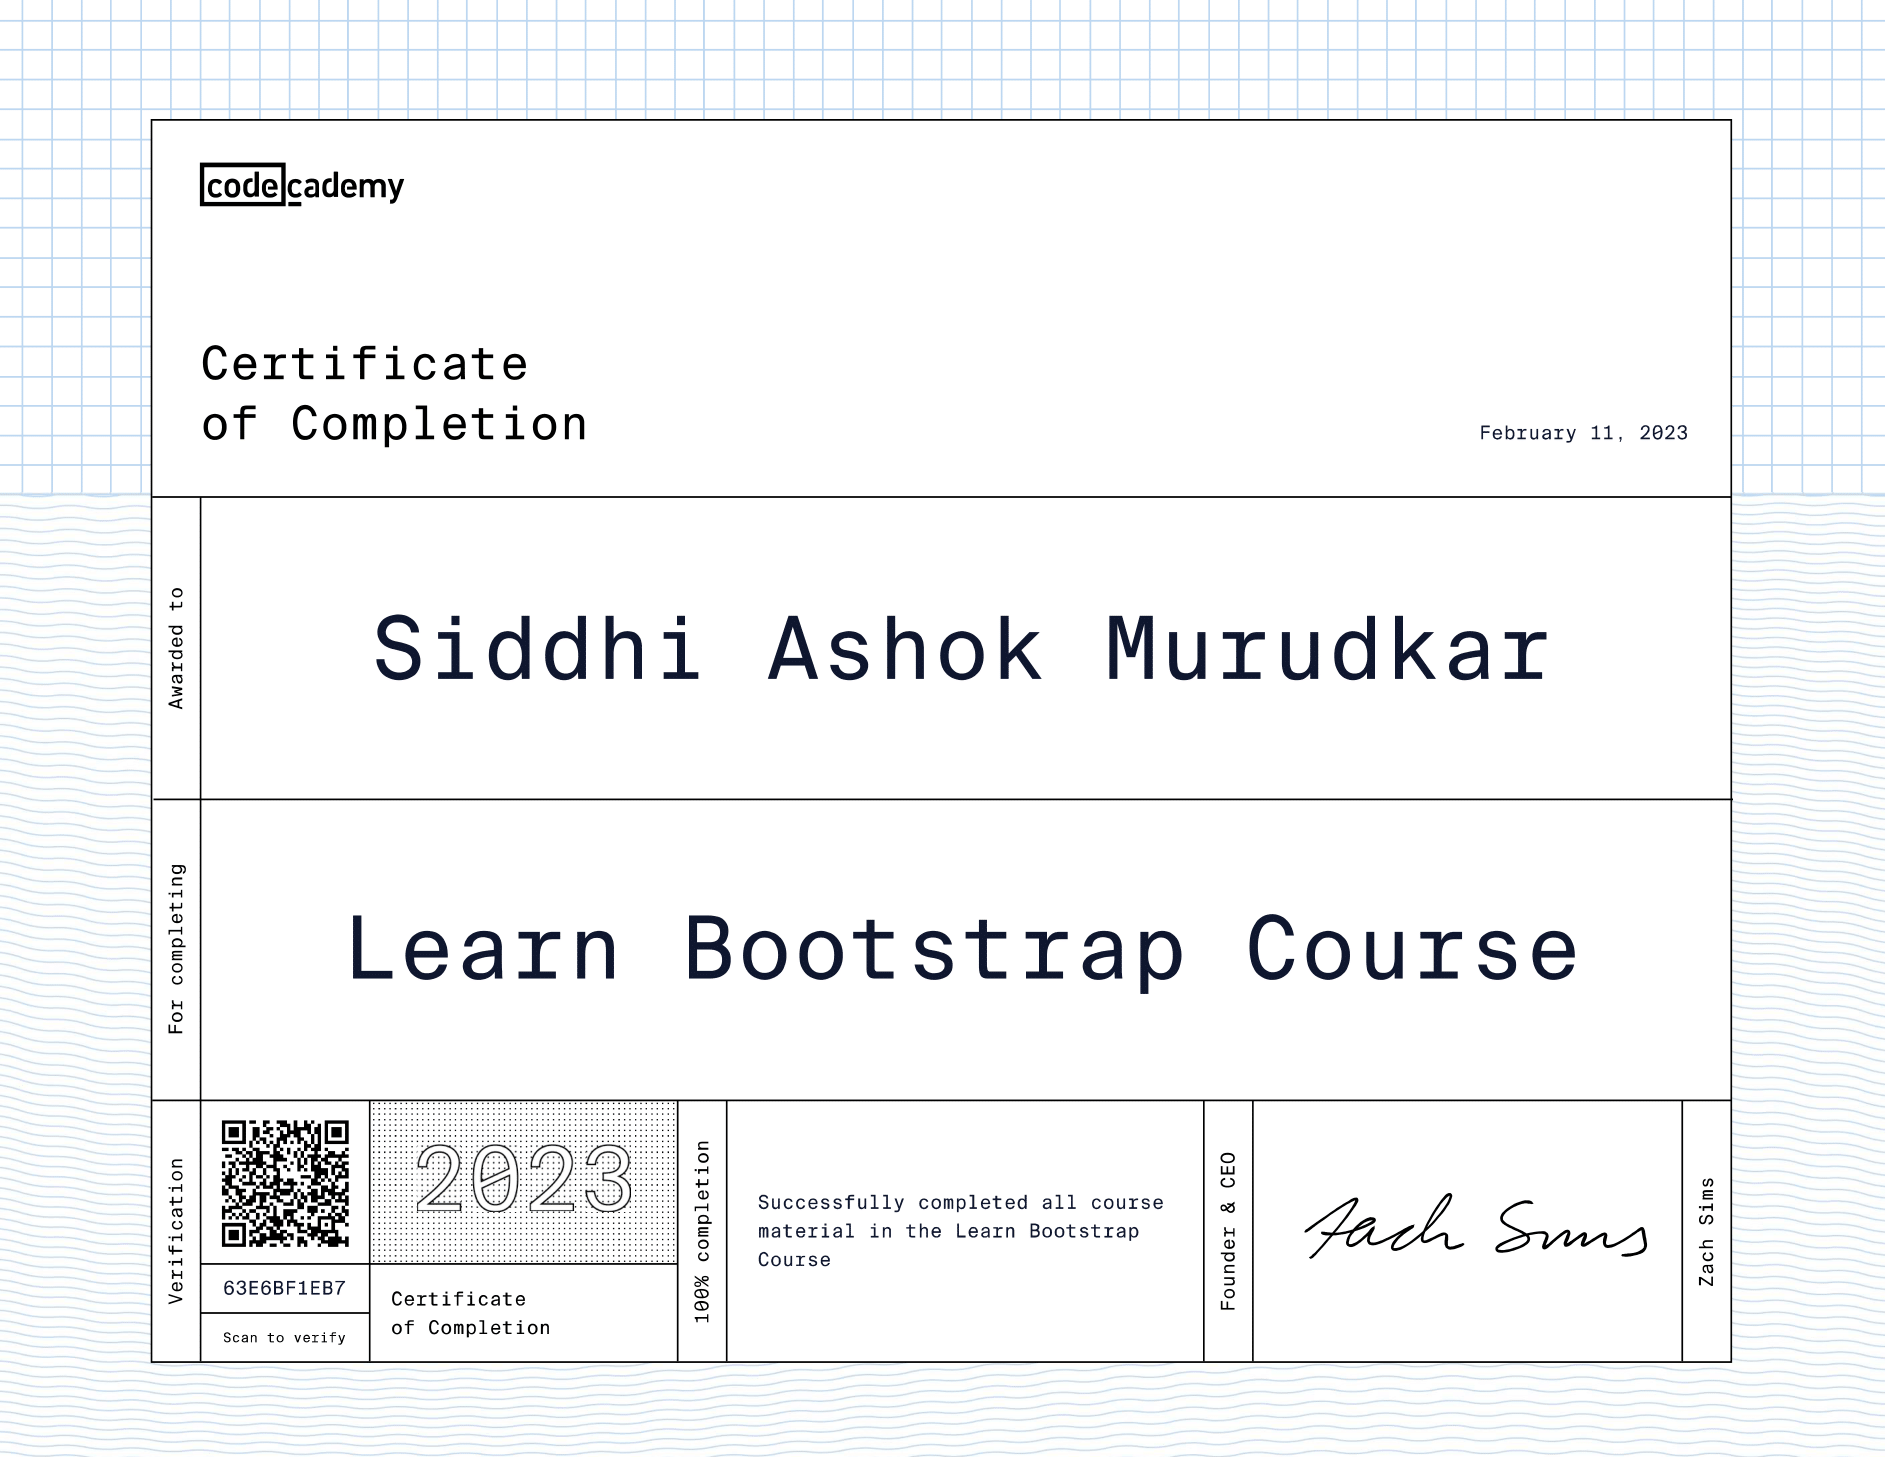 codecademy
Certificate
of Completion
February 11, 2023
Awarded to
Siddhi Ashok Murudkar
For completing
Learn Bootstrap Course
Verification
63E6BF1EB7
Scan to verify
2023
Certificate
of Completion
100% completion
Successfully completed all course
material in the Learn Bootstrap
Course
Founder & CEO
Zach Sims
Zach Sims